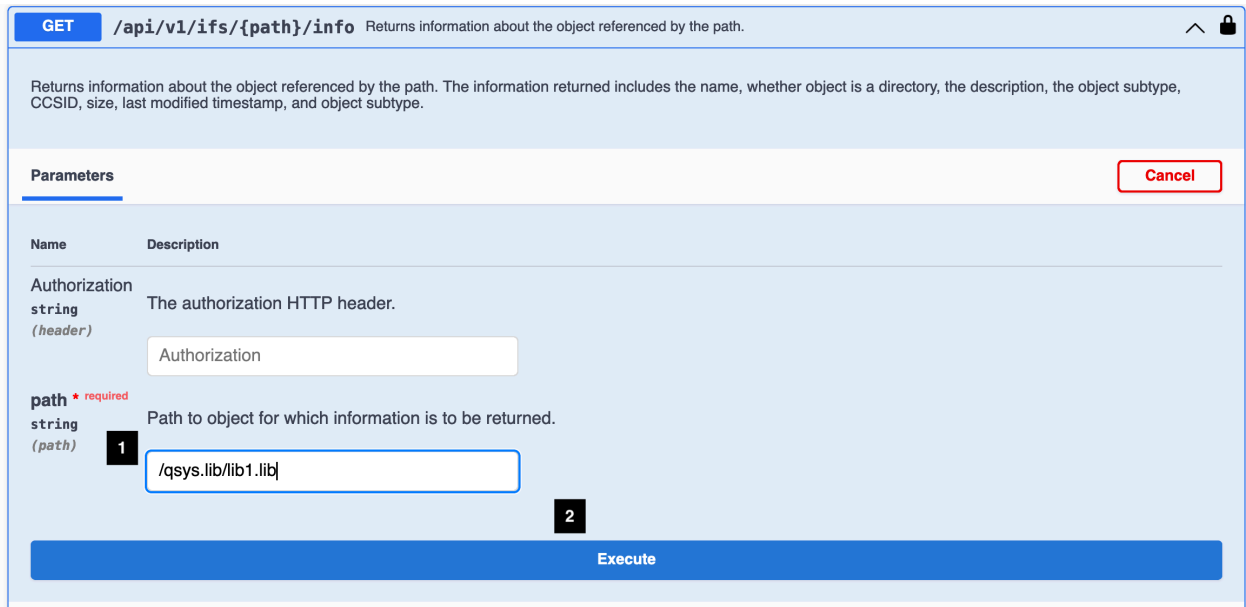 GET /api/v1/ifs/{path}/info Returns information about the object referenced by the path.
Returns information about the object referenced by the path. The information returned includes the name, whether object is a directory, the description, the object subtype,
CCSID, size, last modified timestamp, and object subtype.
Parameters Cancel
Name Description
Authorization
string
(header)
The authorization HTTP header.
Authorization
path * required
string
(path)
Path to object for which information is to be returned.
1
/qsys.lib/lib1.lib
2
Execute